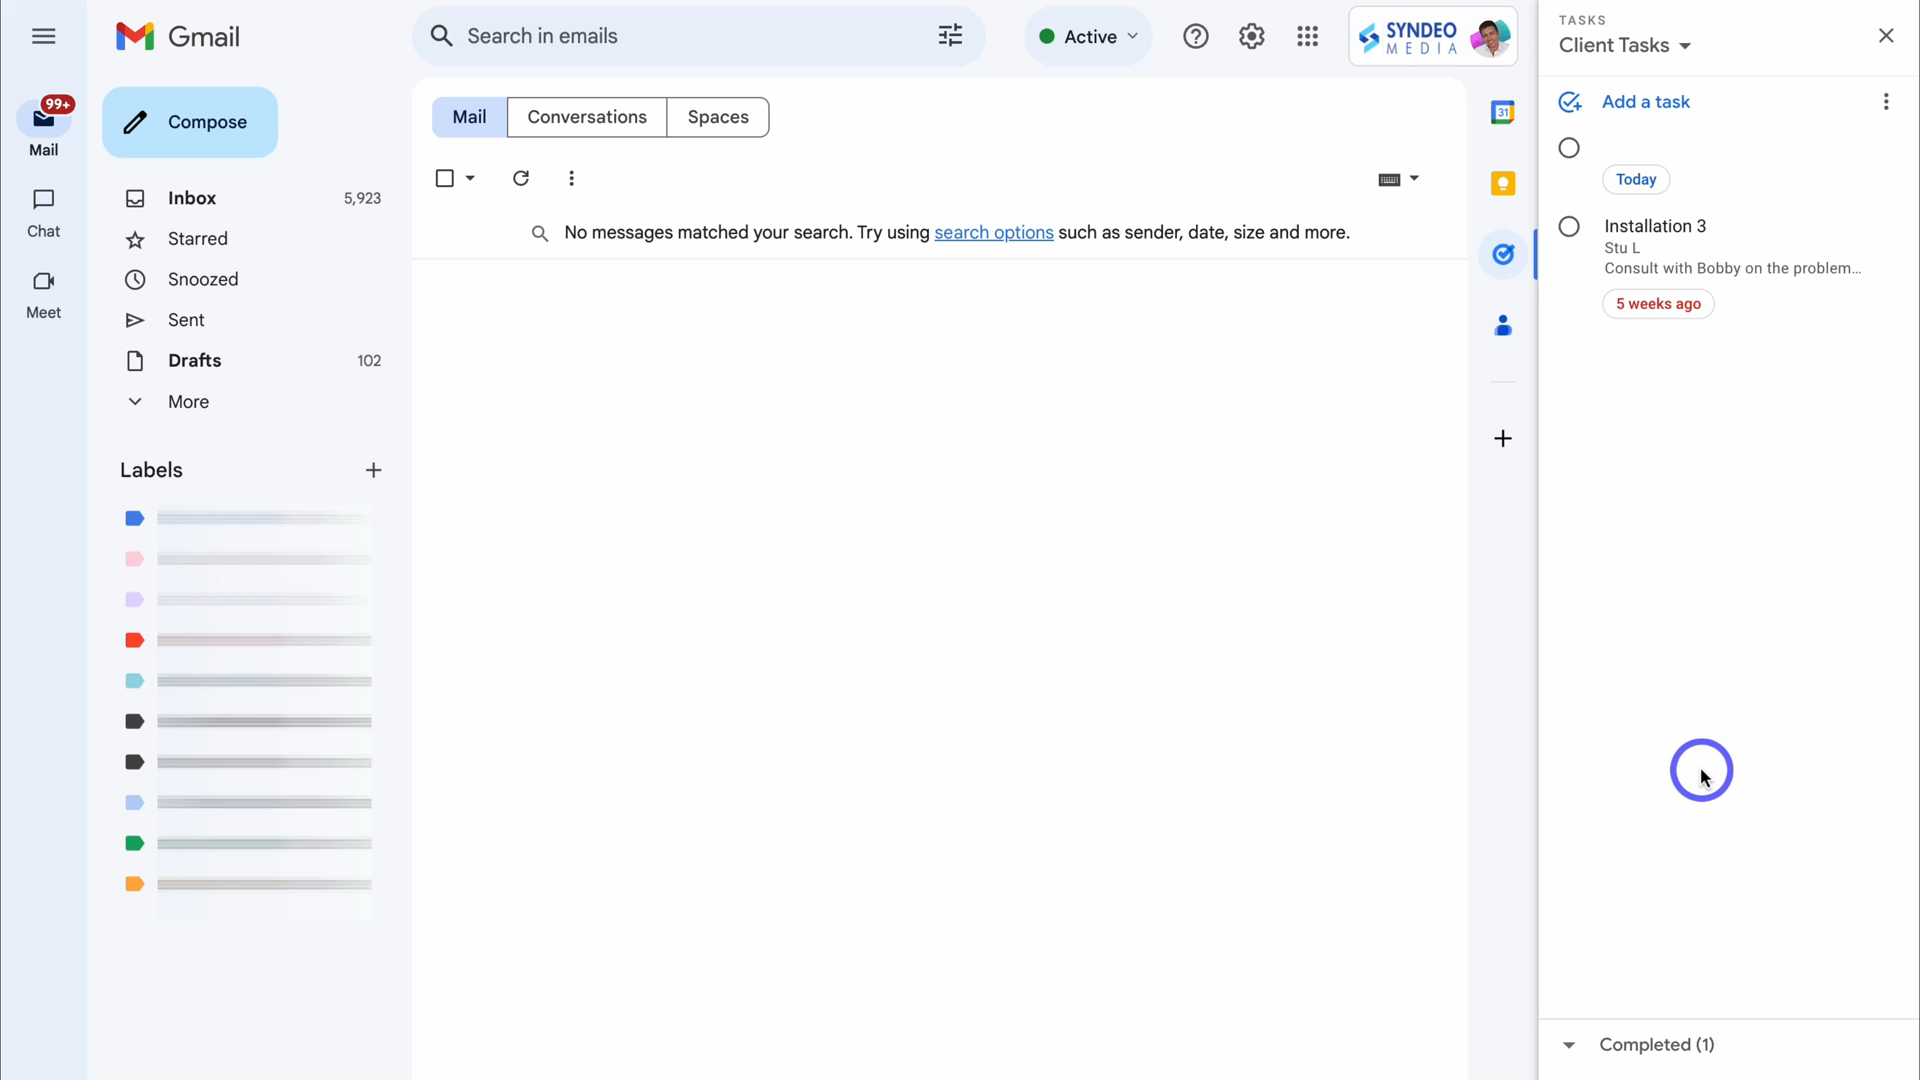 Gmail
Search in emails
Active
SYNDEO
MEDIA
TASKS
Client Tasks
99+
Mail
Compose
Mail
Conversations
Spaces
31
Add a task
Today
Chat
Inbox 5,923
Starred
Snoozed
Meet
Sent
Drafts 102
More
No messages matched your search. Try using search options such as sender, date, size and more.
Installation 3
Stu L
Consult with Bobby on the problem...
5 weeks ago
Labels
Completed (1)